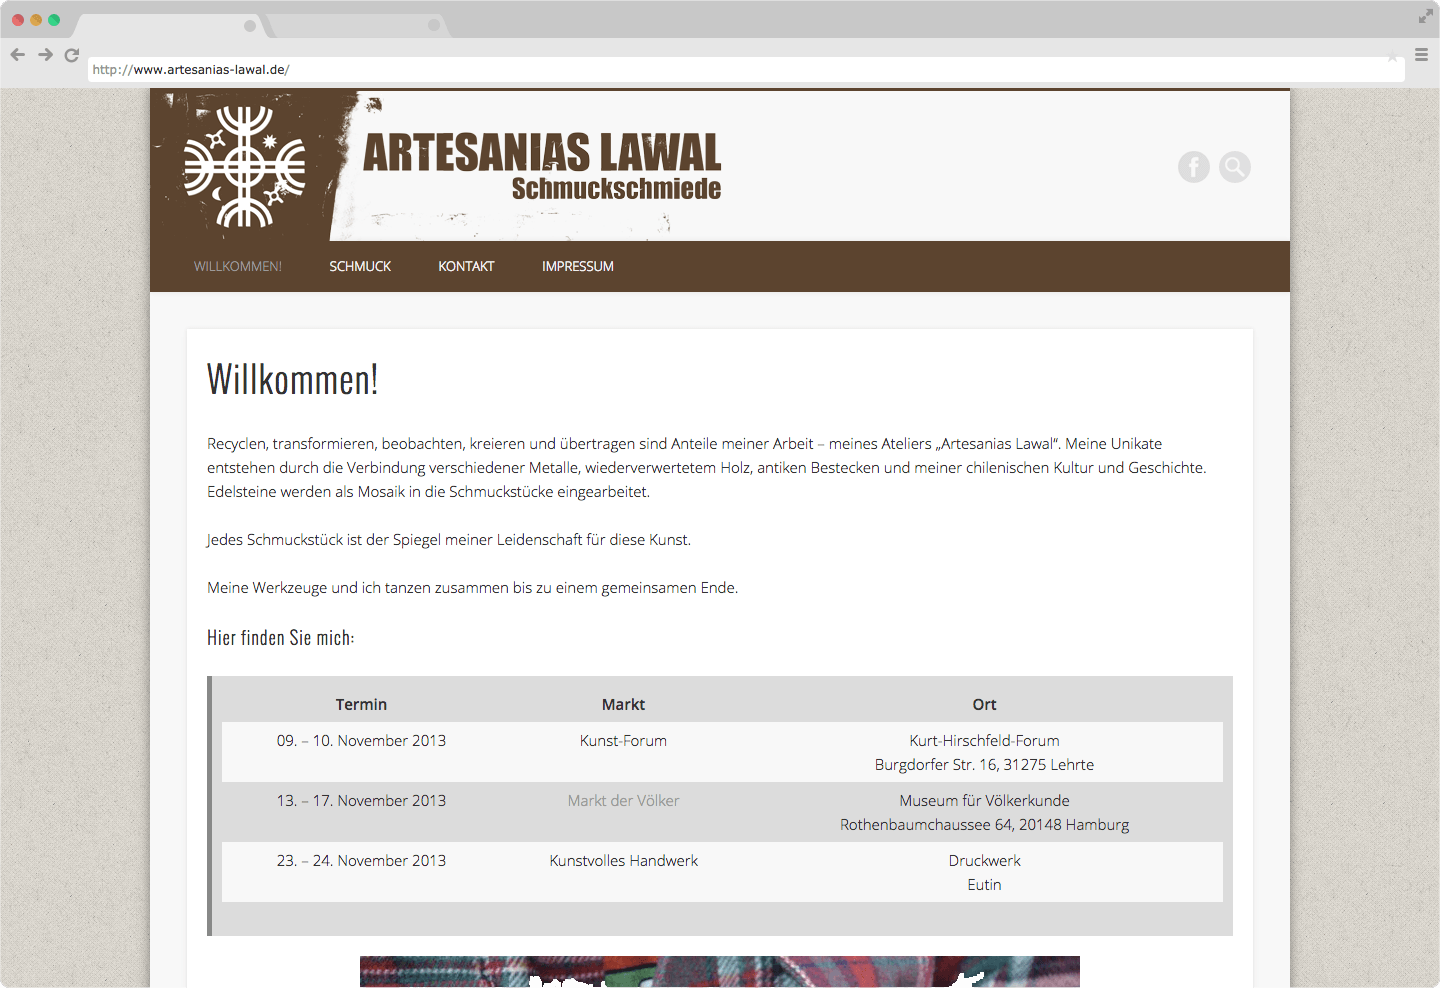 http://www.artesanias-lawal.de/
ARTESANIAS LAWAL
Schmuckschmiede
WILLKOMMEN! SCHMUCK KONTAKT IMPRESSUM
Willkommen!
Recyclen, transformieren, beobachten, kreieren und übertragen sind Anteile meiner Arbeit – meines Ateliers „Artesanias Lawal“. Meine Unikate
entstehen durch die Verbindung verschiedener Metalle, wiederverwertetem Holz, antiken Bestecken und meiner chilenischen Kultur und Geschichte.
Edelsteine werden als Mosaik in die Schmuckstücke eingearbeitet.
Jedes Schmuckstück ist der Spiegel meiner Leidenschaft für diese Kunst.
Meine Werkzeuge und ich tanzen zusammen bis zu einem gemeinsamen Ende.
Hier finden Sie mich:
Termin Markt Ort
09. – 10. November 2013 Kunst-Forum Kurt-Hirschfeld-Forum
Burgdorfer Str. 16, 31275 Lehrte
13. – 17. November 2013 Markt der Völker Museum für Völkerkunde
Rothenbaumchaussee 64, 20148 Hamburg
23. – 24. November 2013 Kunstvolles Handwerk Druckwerk
Eutin